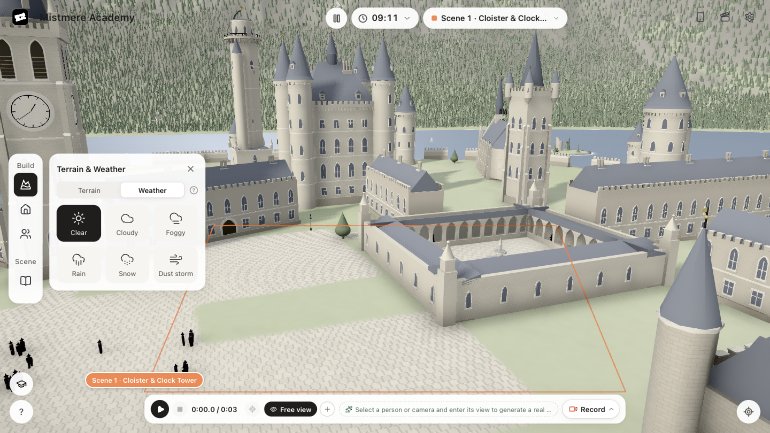 Mistmere Academy
09:11
Scene 1 · Cloister & Clock...
Build
Scene
Terrain & Weather
Terrain
Weather
?
Clear
Cloudy
Foggy
Rain
Snow
Dust storm
Scene 1 · Cloister & Clock Tower
?
0:00.0 / 0:03
Free view
Select a person or camera and enter its view to generate a real ...
Record